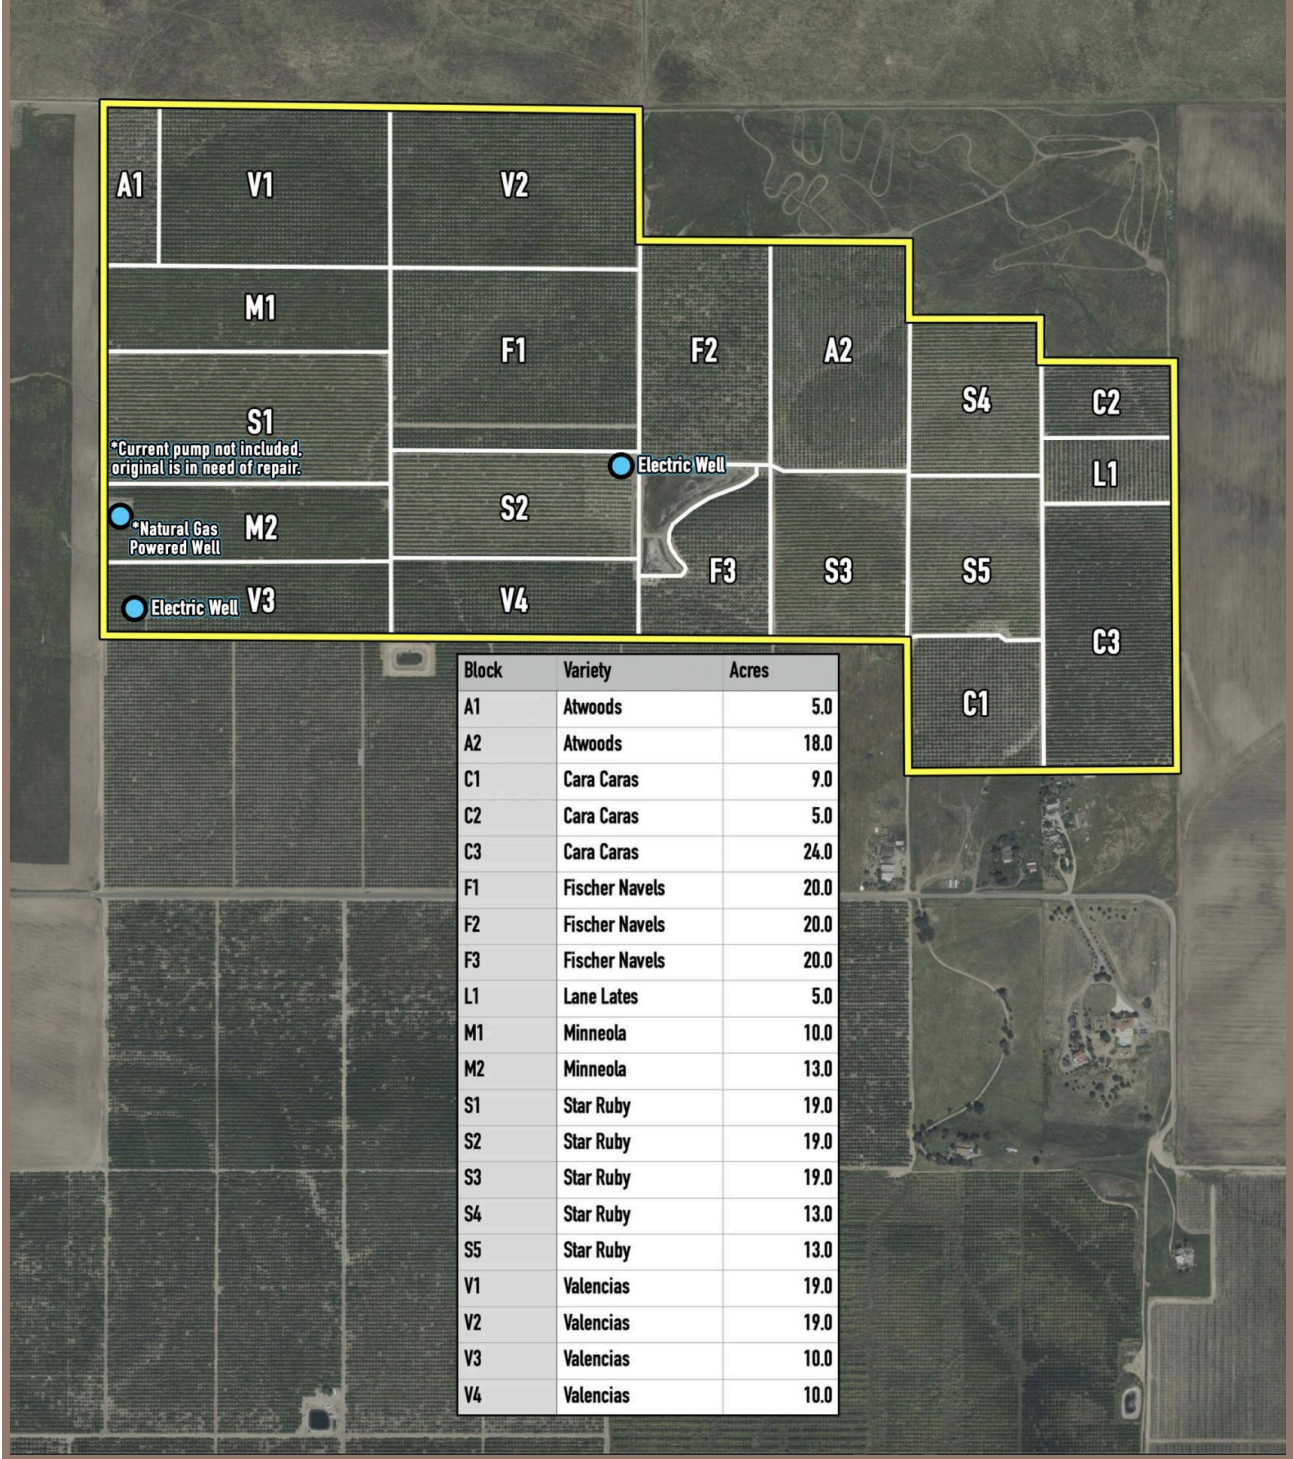 A1
V1
V2
M1
F1
F2
A2
S4
C2
S1
*Current pump not included,
original is in need of repair.
Electric Well
L1
S2
*Natural Gas
Powered Well
M2
F3
S3
S5
Electric Well
V3
V4
C3
C1
Block Variety Acres
A1 Atwoods 5.0
A2 Atwoods 18.0
C1 Cara Caras 9.0
C2 Cara Caras 5.0
C3 Cara Caras 24.0
F1 Fischer Navels 20.0
F2 Fischer Navels 20.0
F3 Fischer Navels 20.0
L1 Lane Lates 5.0
M1 Minneola 10.0
M2 Minneola 13.0
S1 Star Ruby 19.0
S2 Star Ruby 19.0
S3 Star Ruby 19.0
S4 Star Ruby 13.0
S5 Star Ruby 13.0
V1 Valencias 19.0
V2 Valencias 19.0
V3 Valencias 10.0
V4 Valencias 10.0